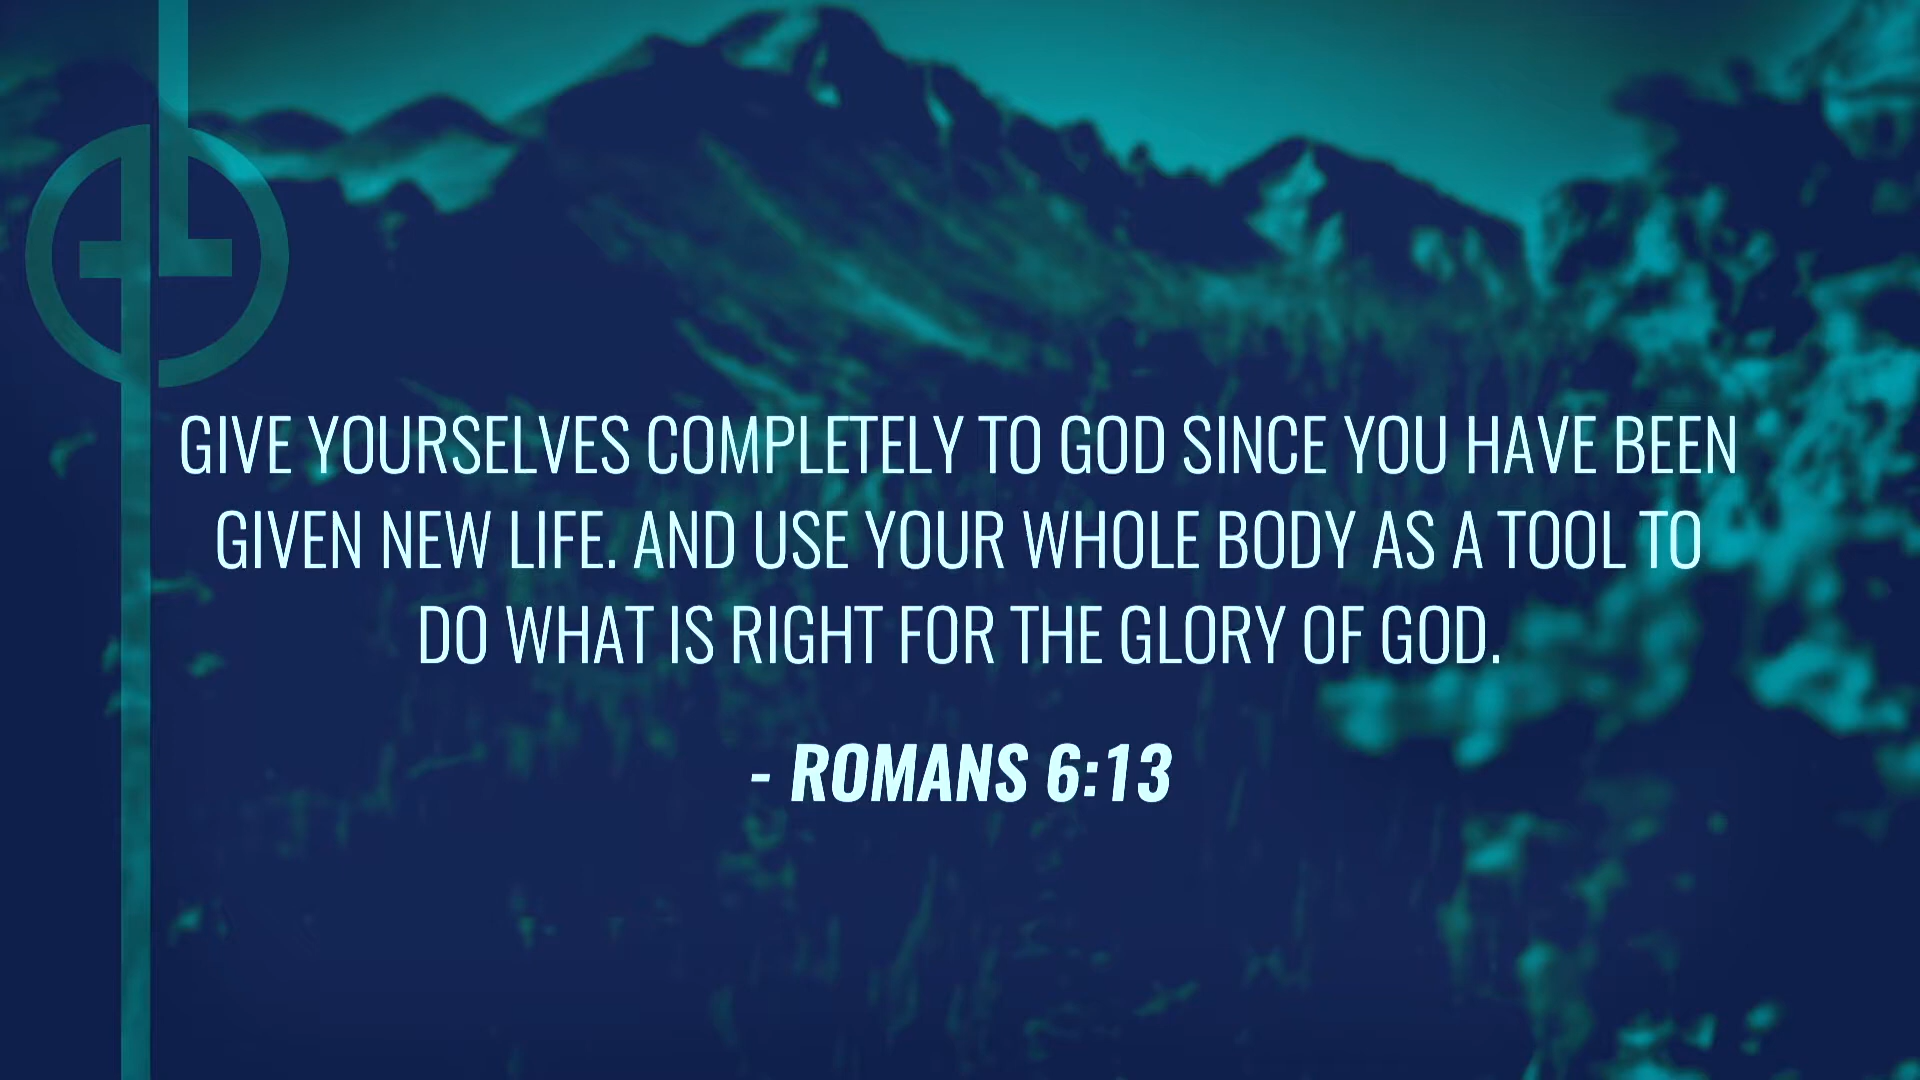 GIVE YOURSELVES COMPLETELY TO GOD SINCE YOU HAVE BEEN
GIVEN NEW LIFE. AND USE YOUR WHOLE BODY AS A TOOL TO
DO WHAT IS RIGHT FOR THE GLORY OF GOD.
- ROMANS 6:13